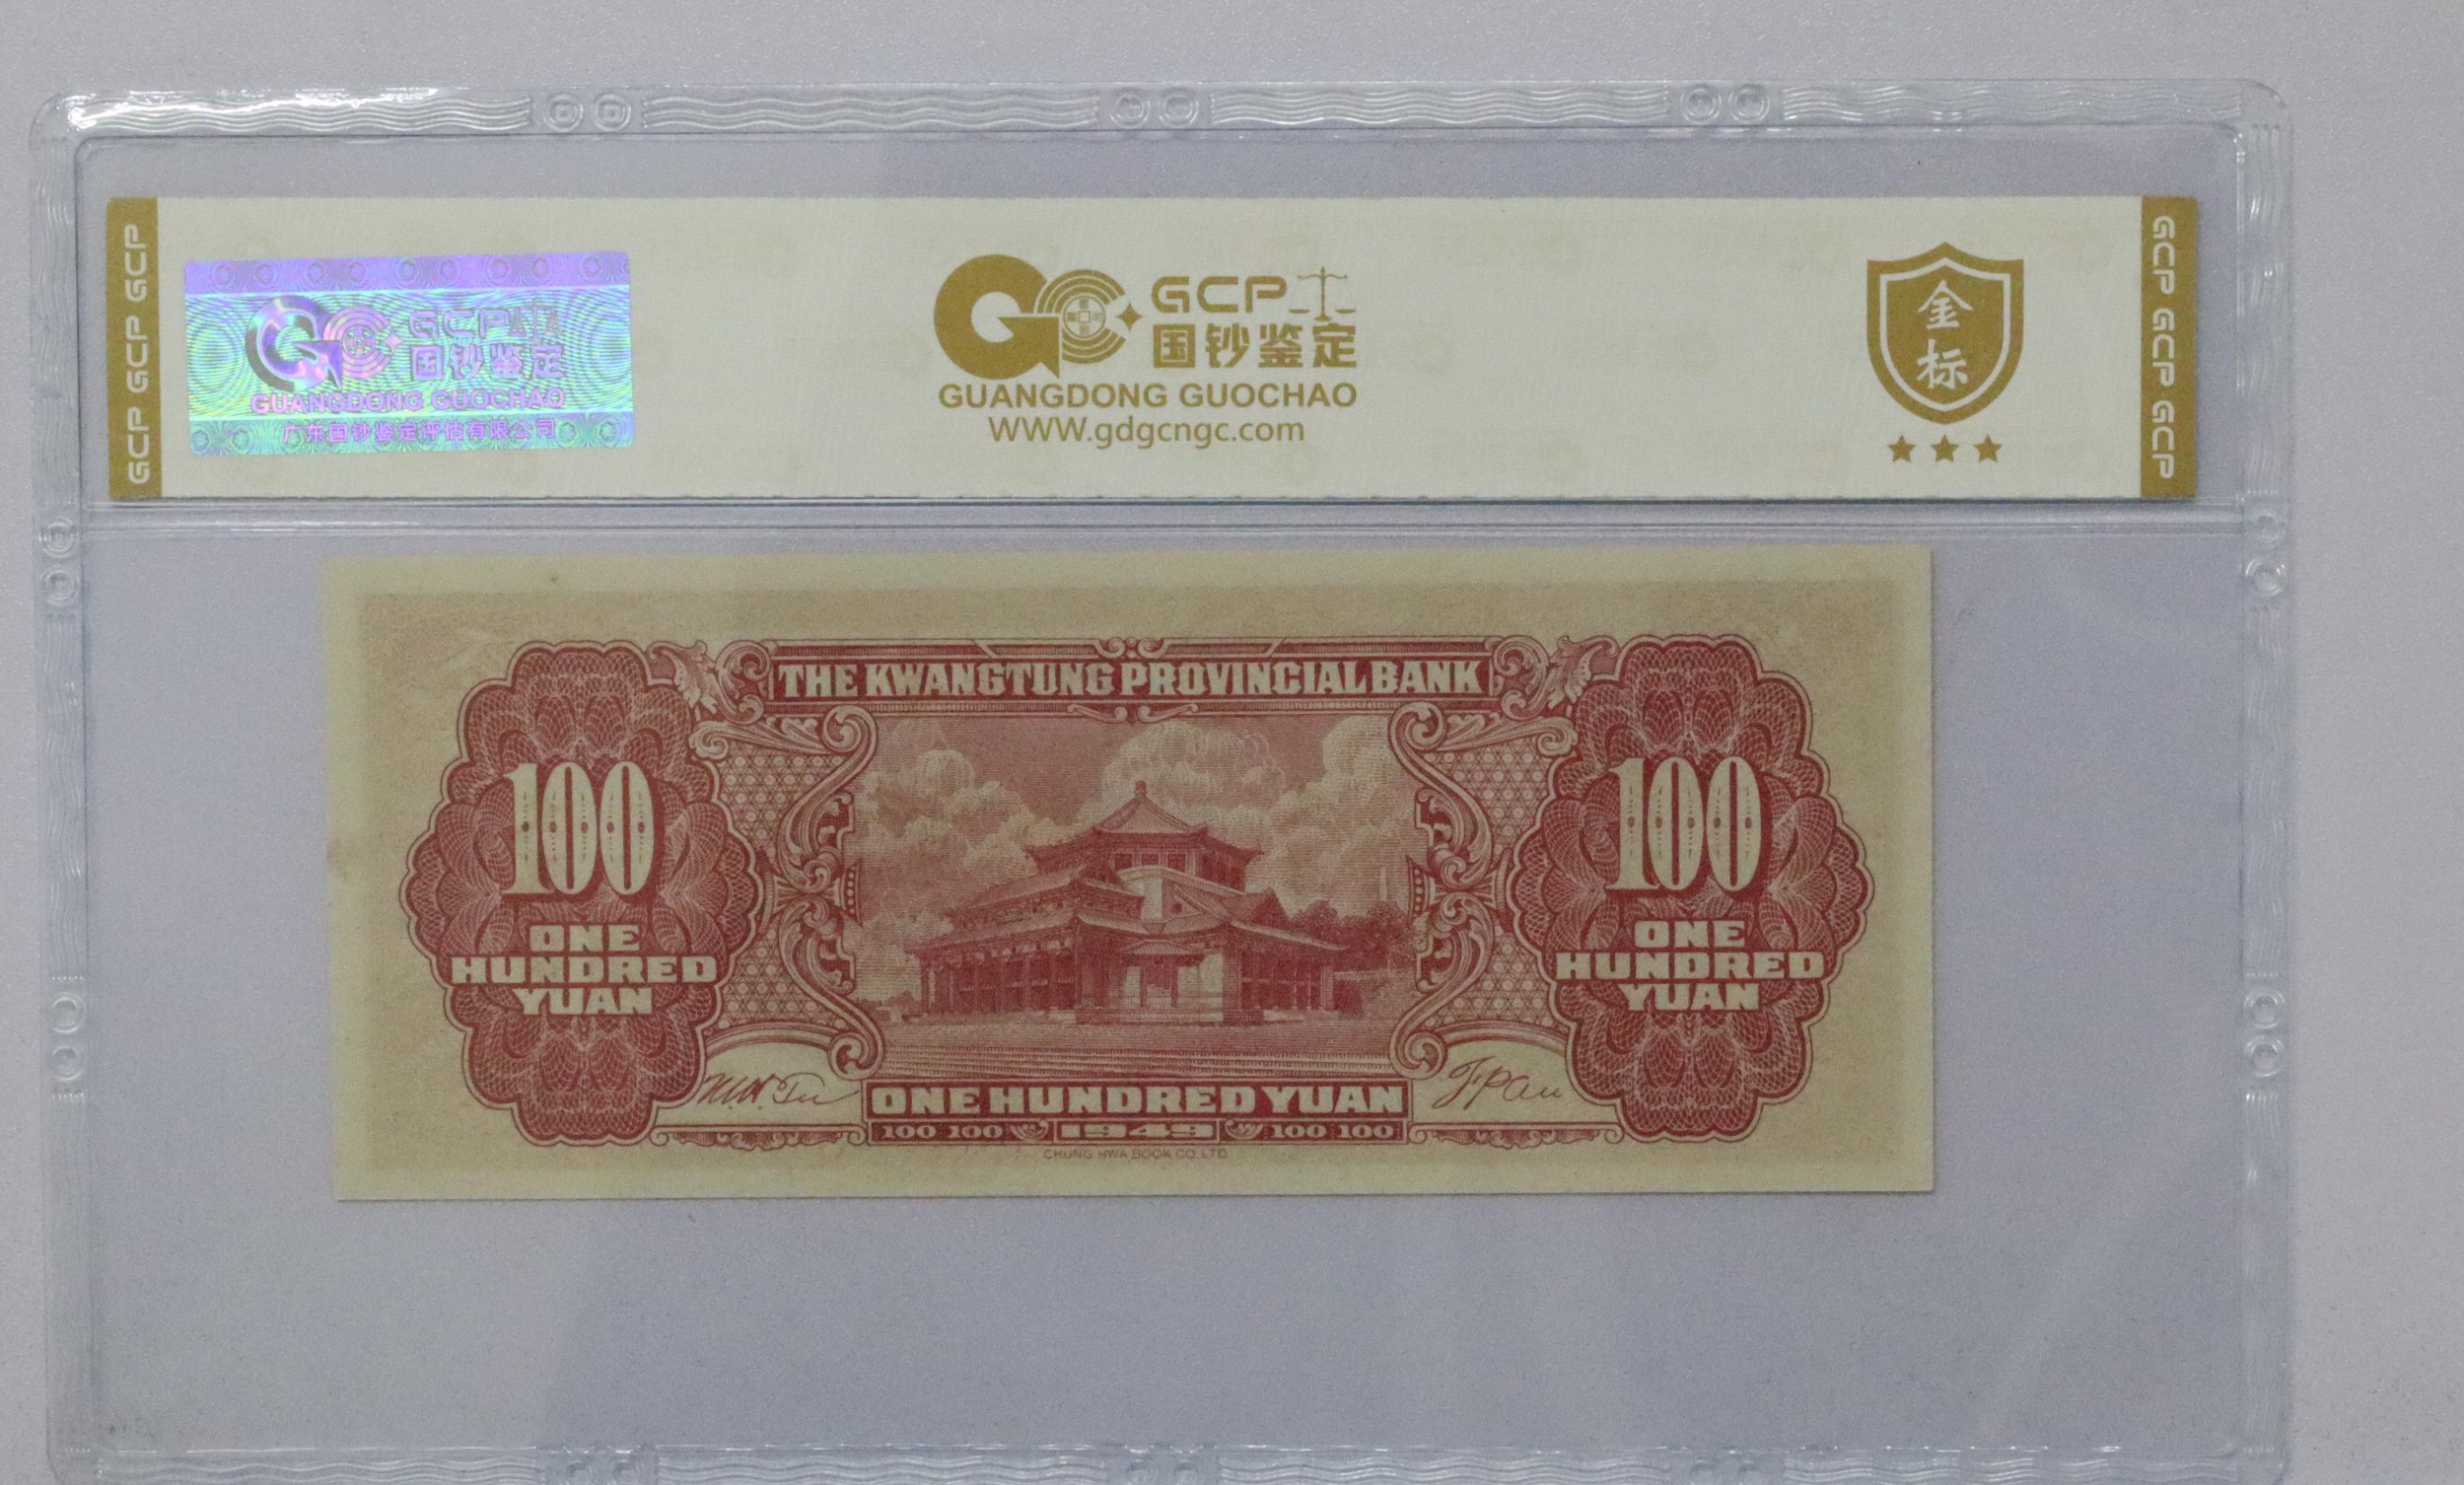 GCP GCP GCP
GCP
国钞鉴定
GUANGDONG GUOCHAO
广东国钞鉴定评估有限公司
GCP
国钞鉴定
GUANGDONG GUOCHAO
WWW.gdgcngc.com
金
标
GCP GCP GCP
THE KWANGTUNG PROVINCIAL BANK
100
ONE
HUNDRED
YUAN
100
ONE
HUNDRED
YUAN
ONE HUNDRED YUAN
100 100 1949 100 100
CHUNG HWA BOOK CO. LTD.